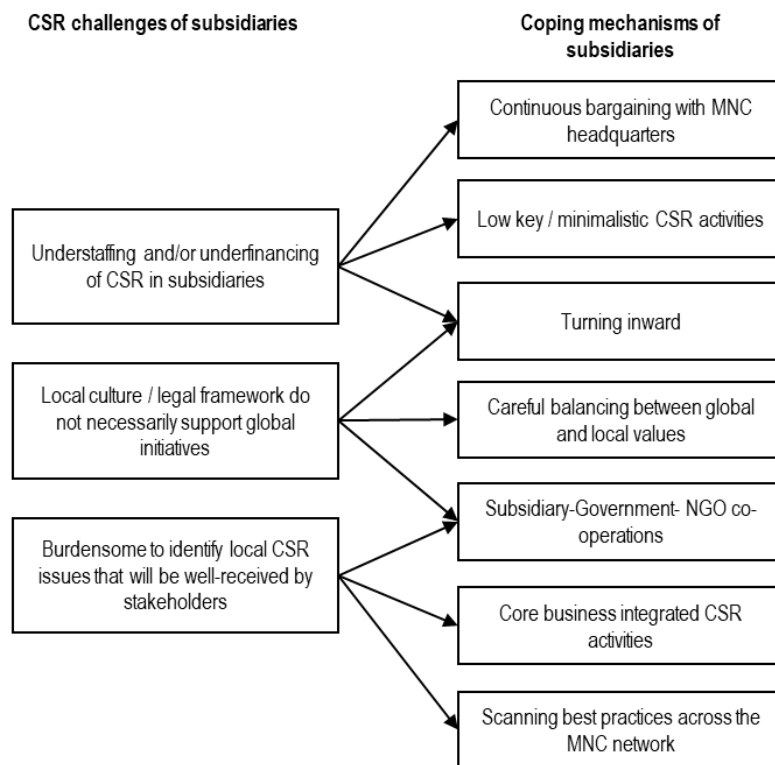 CSR challenges of subsidiaries
Coping mechanisms of
subsidiaries
Continuous bargaining with MNC
headquarters
Low key / minimalistic CSR activities
Understaffing and/or underfinancing
of CSR in subsidiaries
Turning inward
Local culture / legal framework do
not necessarily support global
initiatives
Careful balancing between global
and local values
Subsidiary-Government- NGO co-
operations
Burdensome to identify local CSR
issues that will be well-received by
stakeholders
Core business integrated CSR
activities
Scanning best practices across the
MNC network